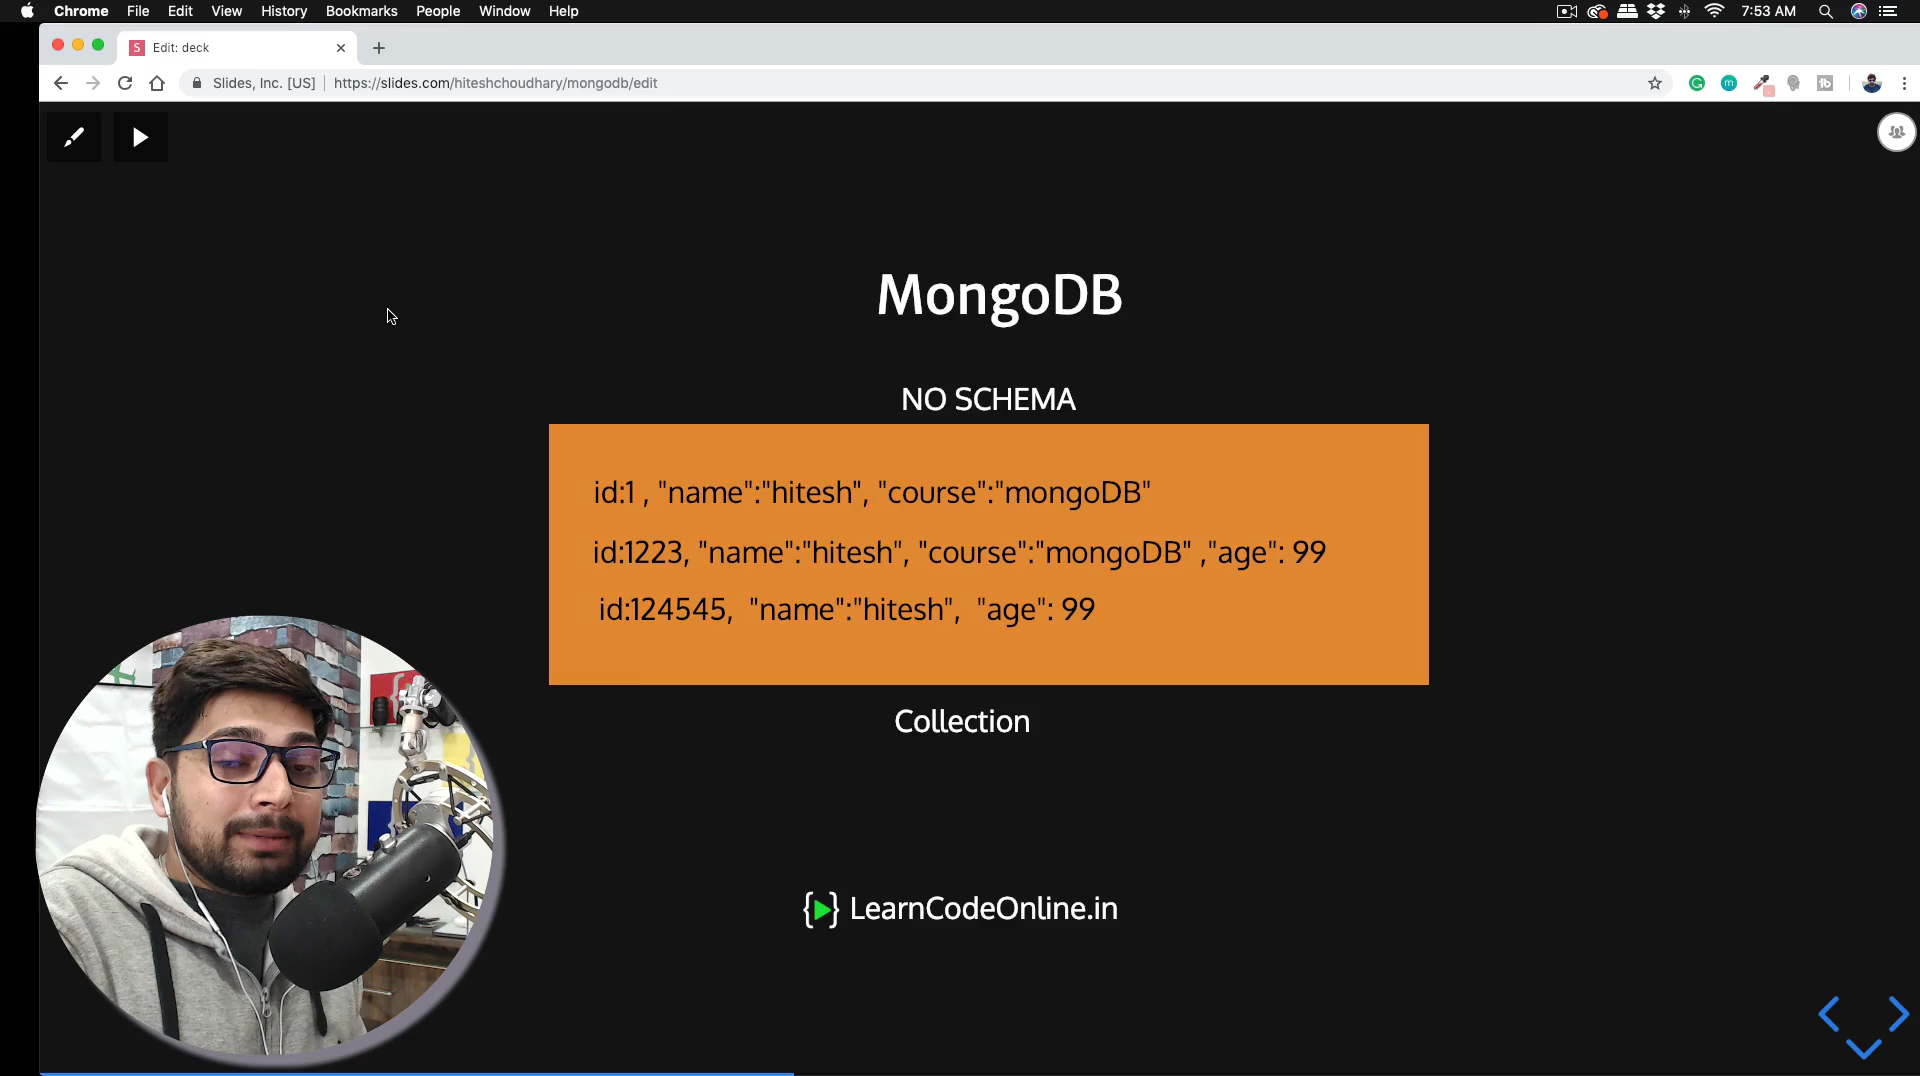 Chrome File Edit View History Bookmarks People Window Help 7:53 AM
S Edit: deck
Slides, Inc. [US] https://slides.com/hiteshchoudhary/mongodb/edit
MongoDB
NO SCHEMA
id:1 , "name":"hitesh", "course":"mongoDB"
id:1223, "name":"hitesh", "course":"mongoDB" ,"age": 99
id:124545, "name":"hitesh", "age": 99
Collection
{▶} LearnCodeOnline.in